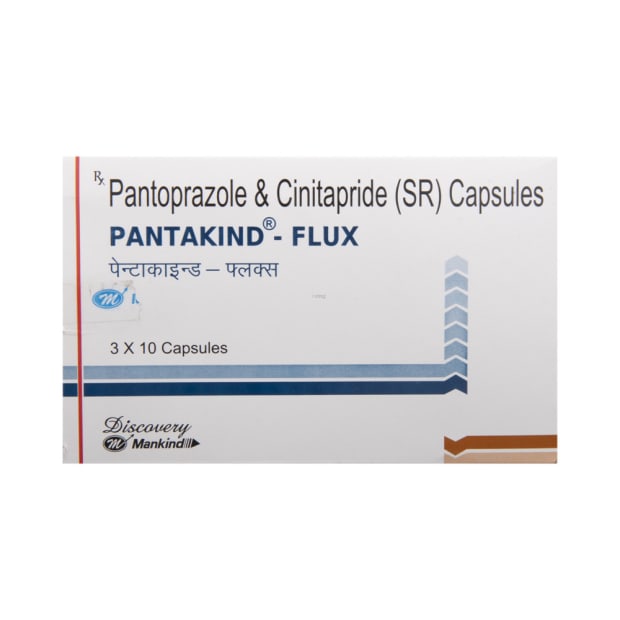 Rx Pantoprazole & Cinitapride (SR) Capsules
PANTAKIND®- FLUX
पेन्टाकाइन्ड – फ्लक्स
m
3 X 10 Capsules
Discovery
m Mankind